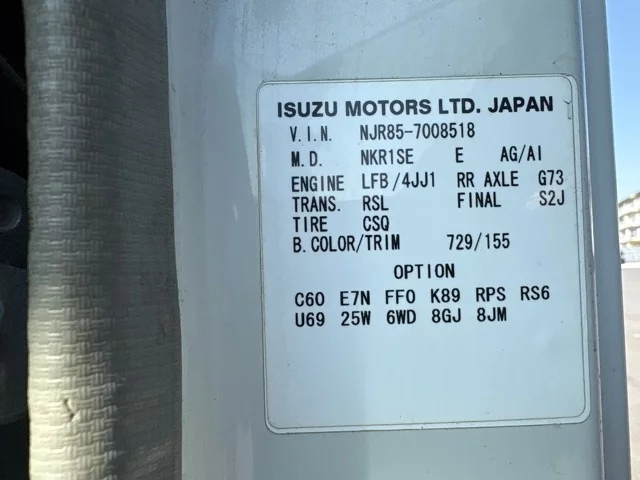 ISUZU MOTORS LTD. JAPAN
V.I.N. NJR85-7008518
M.D. NKR1SE E AG/AI
ENGINE LFB/4JJ1 RR AXLE G73
TRANS. RSL FINAL S2J
TIRE CSQ
B.COLOR/TRIM 729/155
OPTION
C60 E7N FF0 K89 RPS RS6
U69 25W 6WD 8GJ 8JM